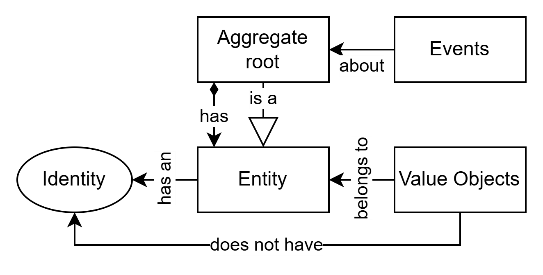 Aggregate
root
Events
about
has
is a
Identity
has an
Entity
belongs to
Value Objects
does not have